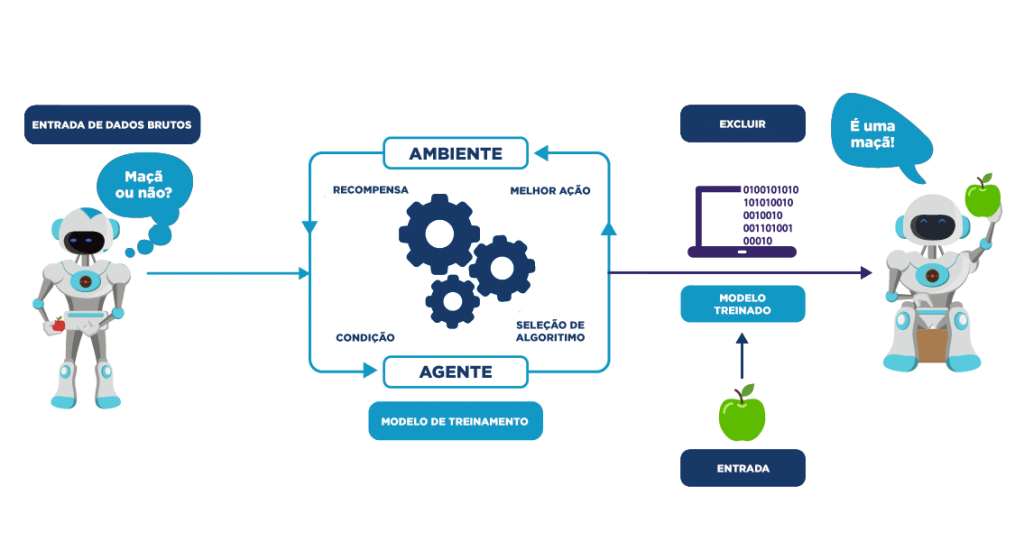 ENTRADA DE DADOS BRUTOS
Maçã
ou não?
AMBIENTE
RECOMPENSA
MELHOR AÇÃO
CONDIÇÃO
SELEÇÃO DE
ALGORITIMO
AGENTE
MODELO DE TREINAMENTO
EXCLUIR
0100101010
101010010
0010010
001101001
00010
MODELO
TREINADO
ENTRADA
É uma
maçã!